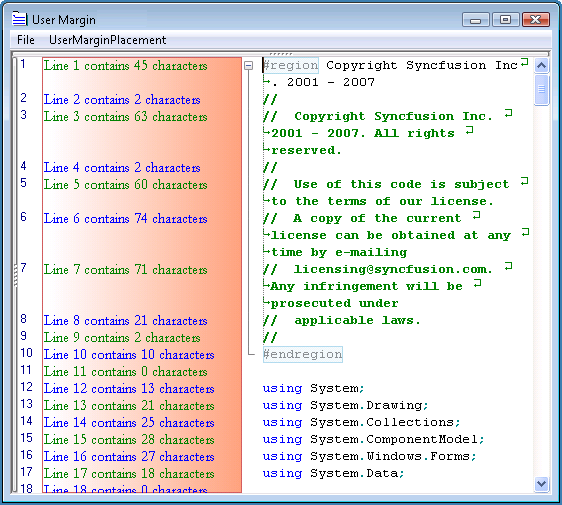 User Margin
File UserMarginPlacement
1 Line 1 contains 45 characters #region Copyright Syncfusion Inc
. 2001 - 2007
2 Line 2 contains 2 characters //
3 Line 3 contains 63 characters // Copyright Syncfusion Inc.
2001 - 2007. All rights
reserved.
4 Line 4 contains 2 characters //
5 Line 5 contains 60 characters // Use of this code is subject
to the terms of our license.
6 Line 6 contains 74 characters // A copy of the current
license can be obtained at any
time by e-mailing
7 Line 7 contains 71 characters // licensing@syncfusion.com.
Any infringement will be
prosecuted under
8 Line 8 contains 21 characters // applicable laws.
9 Line 9 contains 2 characters //
10 Line 10 contains 10 characters #endregion
11 Line 11 contains 0 characters
12 Line 12 contains 13 characters using System;
13 Line 13 contains 21 characters using System.Drawing;
14 Line 14 contains 25 characters using System.Collections;
15 Line 15 contains 28 characters using System.ComponentModel;
16 Line 16 contains 27 characters using System.Windows.Forms;
17 Line 17 contains 18 characters using System.Data;
18 Line 18 contains 0 characters